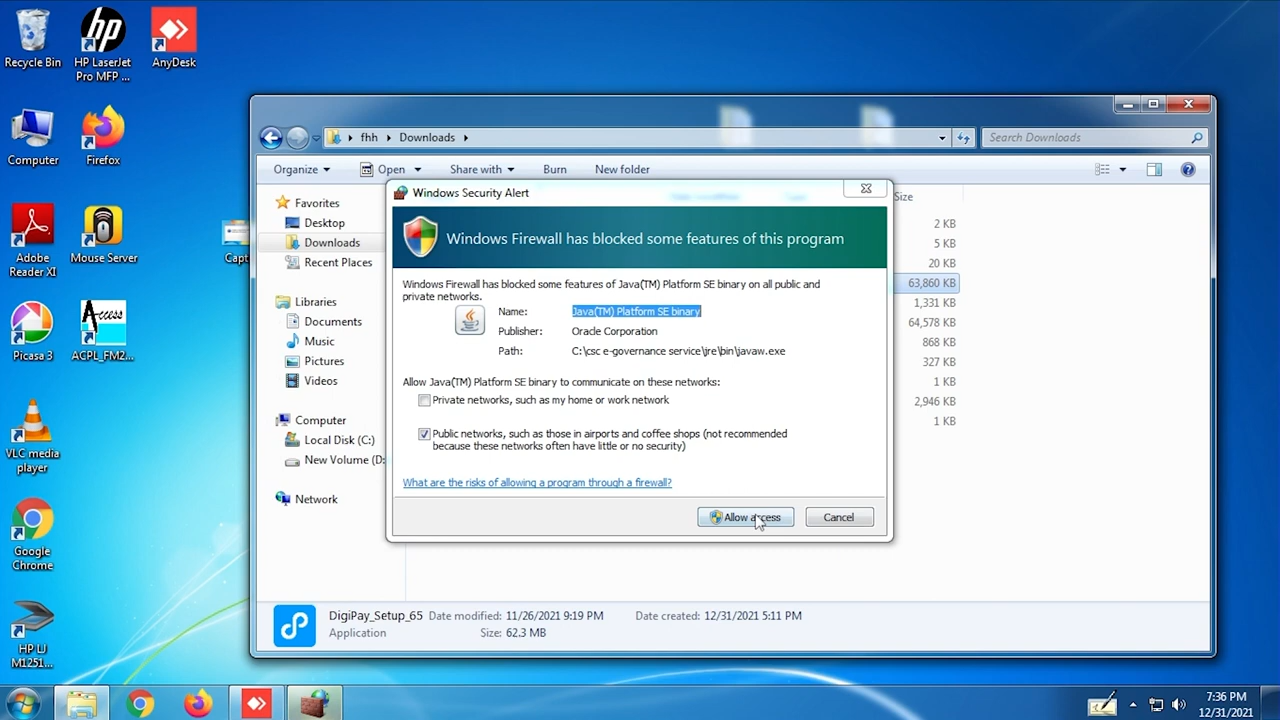 Recycle Bin
HP LaserJet
Pro MFP ...
AnyDesk
Computer
Firefox
Adobe
Reader XI
Mouse Server
Capt
Picasa 3
Access
ACPL_FM2...
VLC media
player
Google
Chrome
HP LJ
M1251...
fhh
Downloads
Search Downloads
Organize
Open
Share with
Burn
New folder
Favorites
Desktop
Downloads
Recent Places
Libraries
Documents
Music
Pictures
Videos
Computer
Local Disk (C:)
New Volume (D:
Network
Size
2 KB
5 KB
20 KB
63,860 KB
1,331 KB
64,578 KB
868 KB
327 KB
1 KB
2,946 KB
1 KB
Windows Security Alert
Windows Firewall has blocked some features of this program
Windows Firewall has blocked some features of Java(TM) Platform SE binary on all public and
private networks.
Name: Java(TM) Platform SE binary
Publisher: Oracle Corporation
Path: C:\csc e-governance service\jre\bin\javaw.exe
Allow Java(TM) Platform SE binary to communicate on these networks:
Private networks, such as my home or work network
Public networks, such as those in airports and coffee shops (not recommended
because these networks often have little or no security)
What are the risks of allowing a program through a firewall?
Allow access
Cancel
DigiPay_Setup_65 Date modified: 11/26/2021 9:19 PM Date created: 12/31/2021 5:11 PM
Application Size: 62.3 MB
7:36 PM
12/31/2021